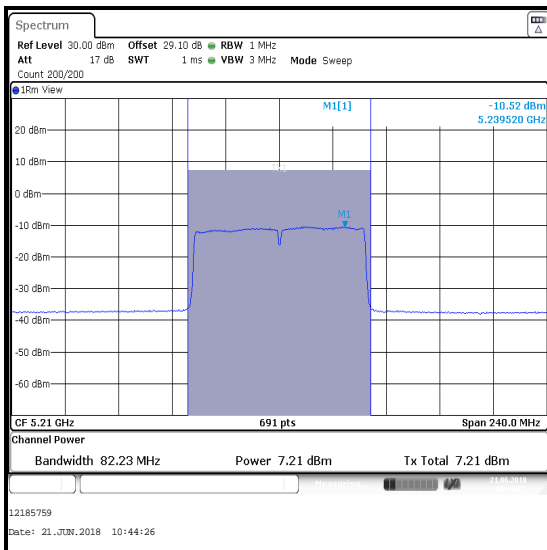 Spectrum
Ref Level 30.00 dBm Offset 29.10 dB RBW 1 MHz
Att 17 dB SWT 1 ms VBW 3 MHz Mode Sweep
Count 200/200
1Rm View
M1[1] -10.52 dBm
5.239520 GHz
20 dBm
10 dBm
0 dBm
M1
-10 dBm
-20 dBm
-30 dBm
-40 dBm
-50 dBm
-60 dBm
CF 5.21 GHz 691 pts Span 240.0 MHz
Channel Power
Bandwidth 82.23 MHz Power 7.21 dBm Tx Total 7.21 dBm
Measuring... 21.06.2018
12185759
Date: 21.JUN.2018 10:44:26